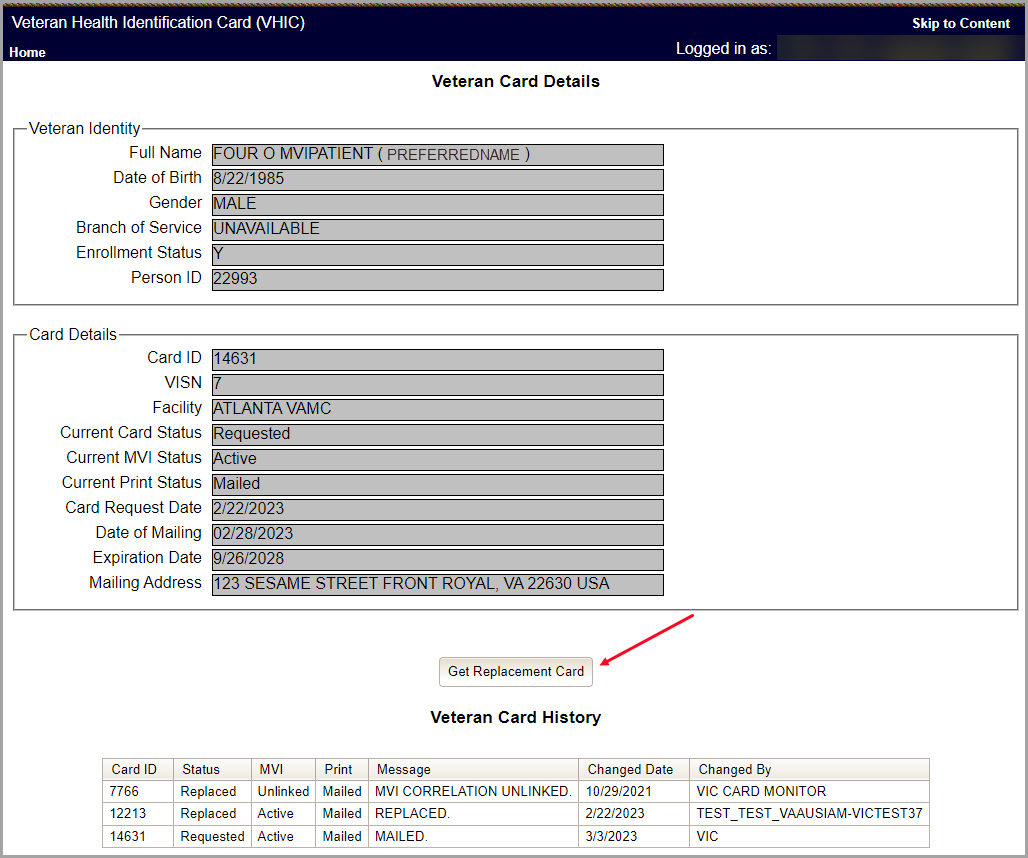 Veteran Health Identification Card (VHIC)
Skip to Content
Home
Logged in as:
Veteran Card Details
Veteran Identity
Full Name FOUR O MVIPATIENT ( PREFERREDNAME )
Date of Birth 8/22/1985
Gender MALE
Branch of Service UNAVAILABLE
Enrollment Status Y
Person ID 22993
Card Details
Card ID 14631
VISN 7
Facility ATLANTA VAMC
Current Card Status Requested
Current MVI Status Active
Current Print Status Mailed
Card Request Date 2/22/2023
Date of Mailing 02/28/2023
Expiration Date 9/26/2028
Mailing Address 123 SESAME STREET FRONT ROYAL, VA 22630 USA
Get Replacement Card
Veteran Card History
Card ID Status MVI Print Message Changed Date Changed By
7766 Replaced Unlinked Mailed MVI CORRELATION UNLINKED. 10/29/2021 VIC CARD MONITOR
12213 Replaced Active Mailed REPLACED. 2/22/2023 TEST_TEST_VAAUSIAM-VICTEST37
14631 Requested Active Mailed MAILED. 3/3/2023 VIC